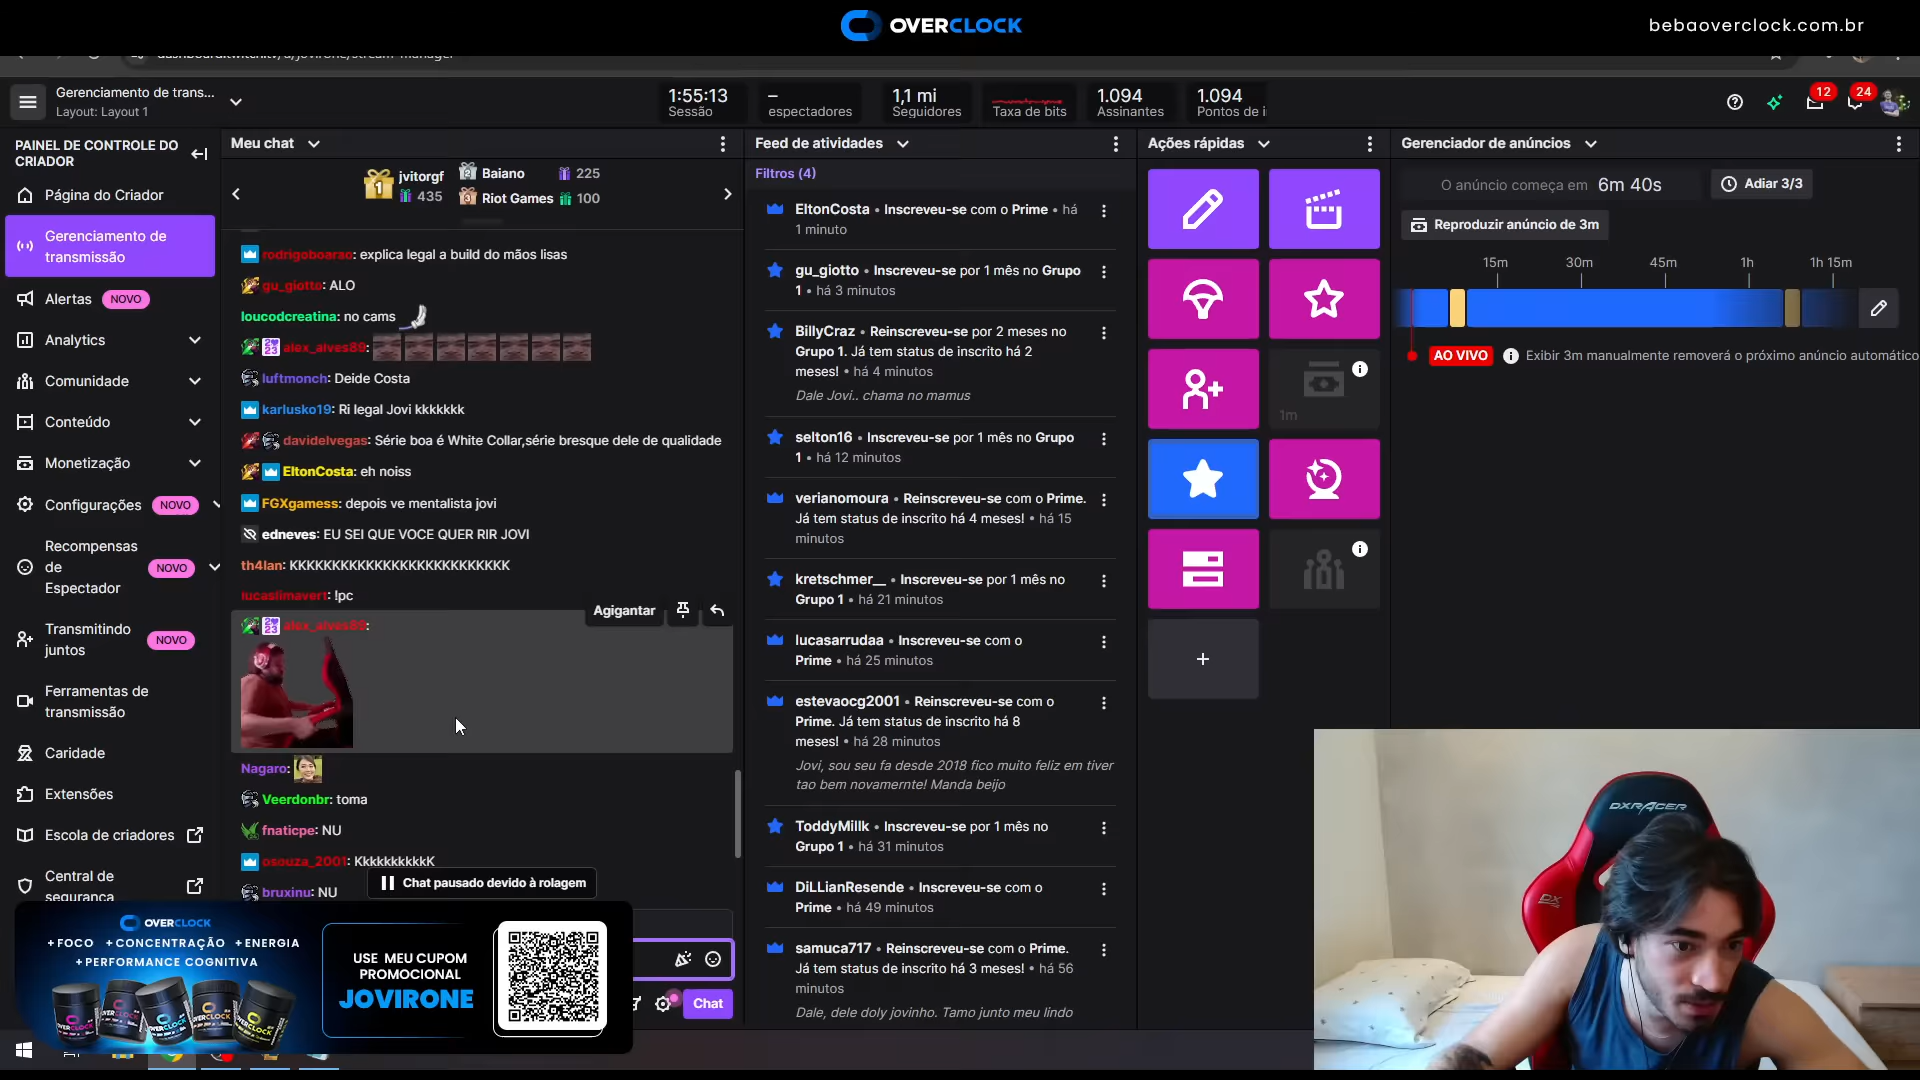 OVERCLOCK
bebaoverclock.com.br
Gerenciamento de trans...
Layout: Layout 1
1:55:13
Sessão
–
espectadores
1,1 mi
Seguidores
Taxa de bits
1.094
Assinantes
1.094
Pontos de i
12
24
PAINEL DE CONTROLE DO
CRIADOR
Página do Criador
Gerenciamento de
transmissão
Alertas NOVO
Analytics
Comunidade
Conteúdo
Monetização
Configurações NOVO
Recompensas
de
Espectador
NOVO
Transmitindo
juntos
NOVO
Ferramentas de
transmissão
Caridade
Extensões
Escola de criadores
Central de
segurança
Meu chat
1
jvitorgf
435
2
Baiano 225
3
Riot Games 100
rodrigoboarao: explica legal a build do mãos lisas
gu_giotto: ALO
loucodcreatina: no cams
alex_alves89:
luftmonch: Deide Costa
karlusko19: Ri legal Jovi kkkkkkk
davidelvegas: Série boa é White Collar,série bresque dele de qualidade
EltonCosta: eh noiss
FGXgamess: depois ve mentalista jovi
edneves: EU SEI QUE VOCE QUER RIR JOVI
th4lan: KKKKKKKKKKKKKKKKKKKKKKKKK
lucaslimavert: !pc
Agigantar
alex_alves89:
Nagaro:
Veerdonbr: toma
fnaticpe: NU
osouza_2001: KkkkkkkkkK
bruxinu: NU
Chat pausado devido à rolagem
Chat
OVERCLOCK
+FOCO +CONCENTRAÇÃO +ENERGIA
+PERFORMANCE COGNITIVA
USE MEU CUPOM
PROMOCIONAL
JOVIRONE
Feed de atividades
Filtros (4)
EltonCosta • Inscreveu-se com o Prime • há
1 minuto
gu_giotto • Inscreveu-se por 1 mês no Grupo
1 • há 3 minutos
BillyCraz • Reinscreveu-se por 2 meses no
Grupo 1. Já tem status de inscrito há 2
meses! • há 4 minutos
Dale Jovi.. chama no mamus
selton16 • Inscreveu-se por 1 mês no Grupo
1 • há 12 minutos
verianomoura • Reinscreveu-se com o Prime.
Já tem status de inscrito há 4 meses! • há 15
minutos
kretschmer__ • Inscreveu-se por 1 mês no
Grupo 1 • há 21 minutos
lucasarrudaa • Inscreveu-se com o
Prime • há 25 minutos
estevaocg2001 • Reinscreveu-se com o
Prime. Já tem status de inscrito há 8
meses! • há 28 minutos
Jovi, sou seu fa desde 2018 fico muito feliz em tiver
tao bem novamernte! Manda beijo
ToddyMillk • Inscreveu-se por 1 mês no
Grupo 1 • há 31 minutos
DiLLianResende • Inscreveu-se com o
Prime • há 49 minutos
samuca717 • Reinscreveu-se com o Prime.
Já tem status de inscrito há 3 meses! • há 56
minutos
Dale, dele doly jovinho. Tamo junto meu lindo
Ações rápidas
1m
Gerenciador de anúncios
O anúncio começa em 6m 40s
Adiar 3/3
Reproduzir anúncio de 3m
15m
30m
45m
1h
1h 15m
AO VIVO
Exibir 3m manualmente removerá o próximo anúncio automático
DXRACER
DX